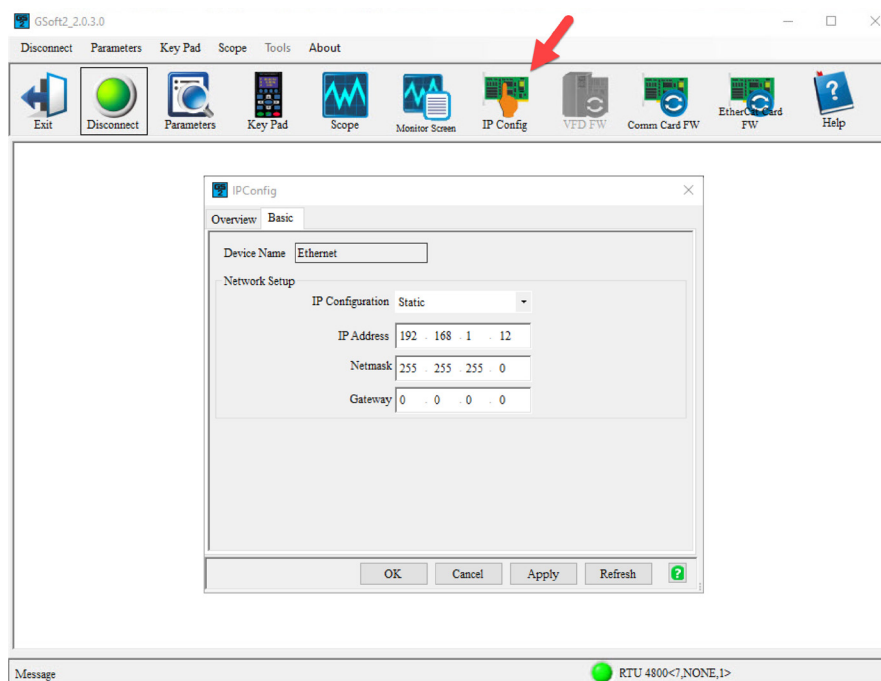 GSoft2_2.0.3.0
Disconnect Parameters Key Pad Scope Tools About
Exit Disconnect Parameters Key Pad Scope Monitor Screen IP Config VFD FW Comm Card FW EtherCat Card FW Help
IPConfig
Overview Basic
Device Name Ethernet
Network Setup
IP Configuration Static
IP Address 192 . 168 . 1 . 12
Netmask 255 . 255 . 255 . 0
Gateway 0 . 0 . 0 . 0
OK Cancel Apply Refresh ?
Message RTU 4800<7,NONE,1>